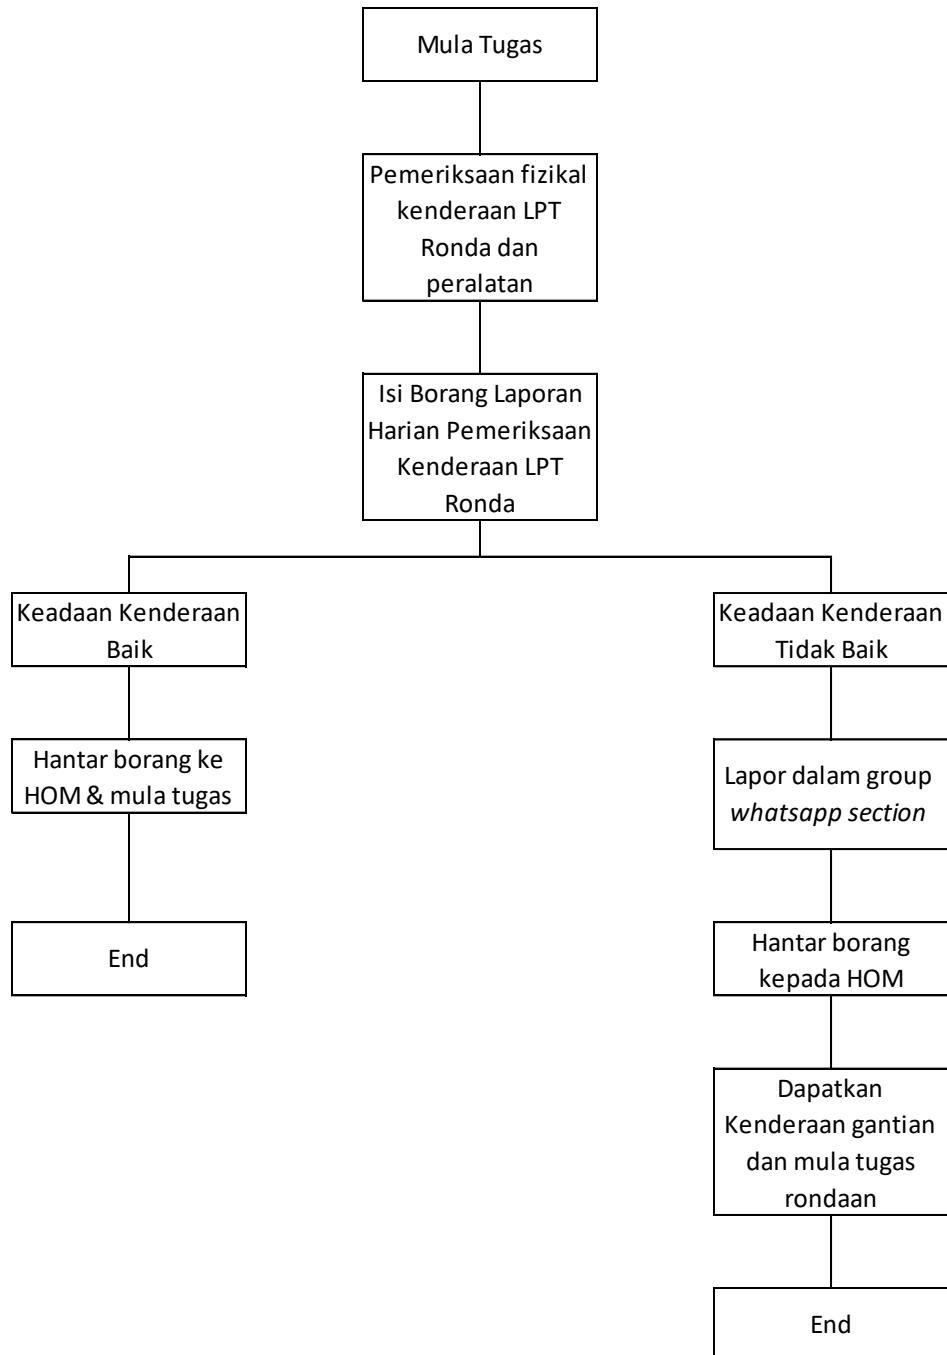 Mula Tugas
Pemeriksaan fizikal
kenderaan LPT
Ronda dan
peralatan
Isi Borang Laporan
Harian Pemeriksaan
Kenderaan LPT
Ronda
Keadaan Kenderaan
Baik
Hantar borang ke
HOM & mula tugas
End
Keadaan Kenderaan
Tidak Baik
Lapor dalam group
whatsapp section
Hantar borang
kepada HOM
Dapatkan
Kenderaan gantian
dan mula tugas
rondaan
End